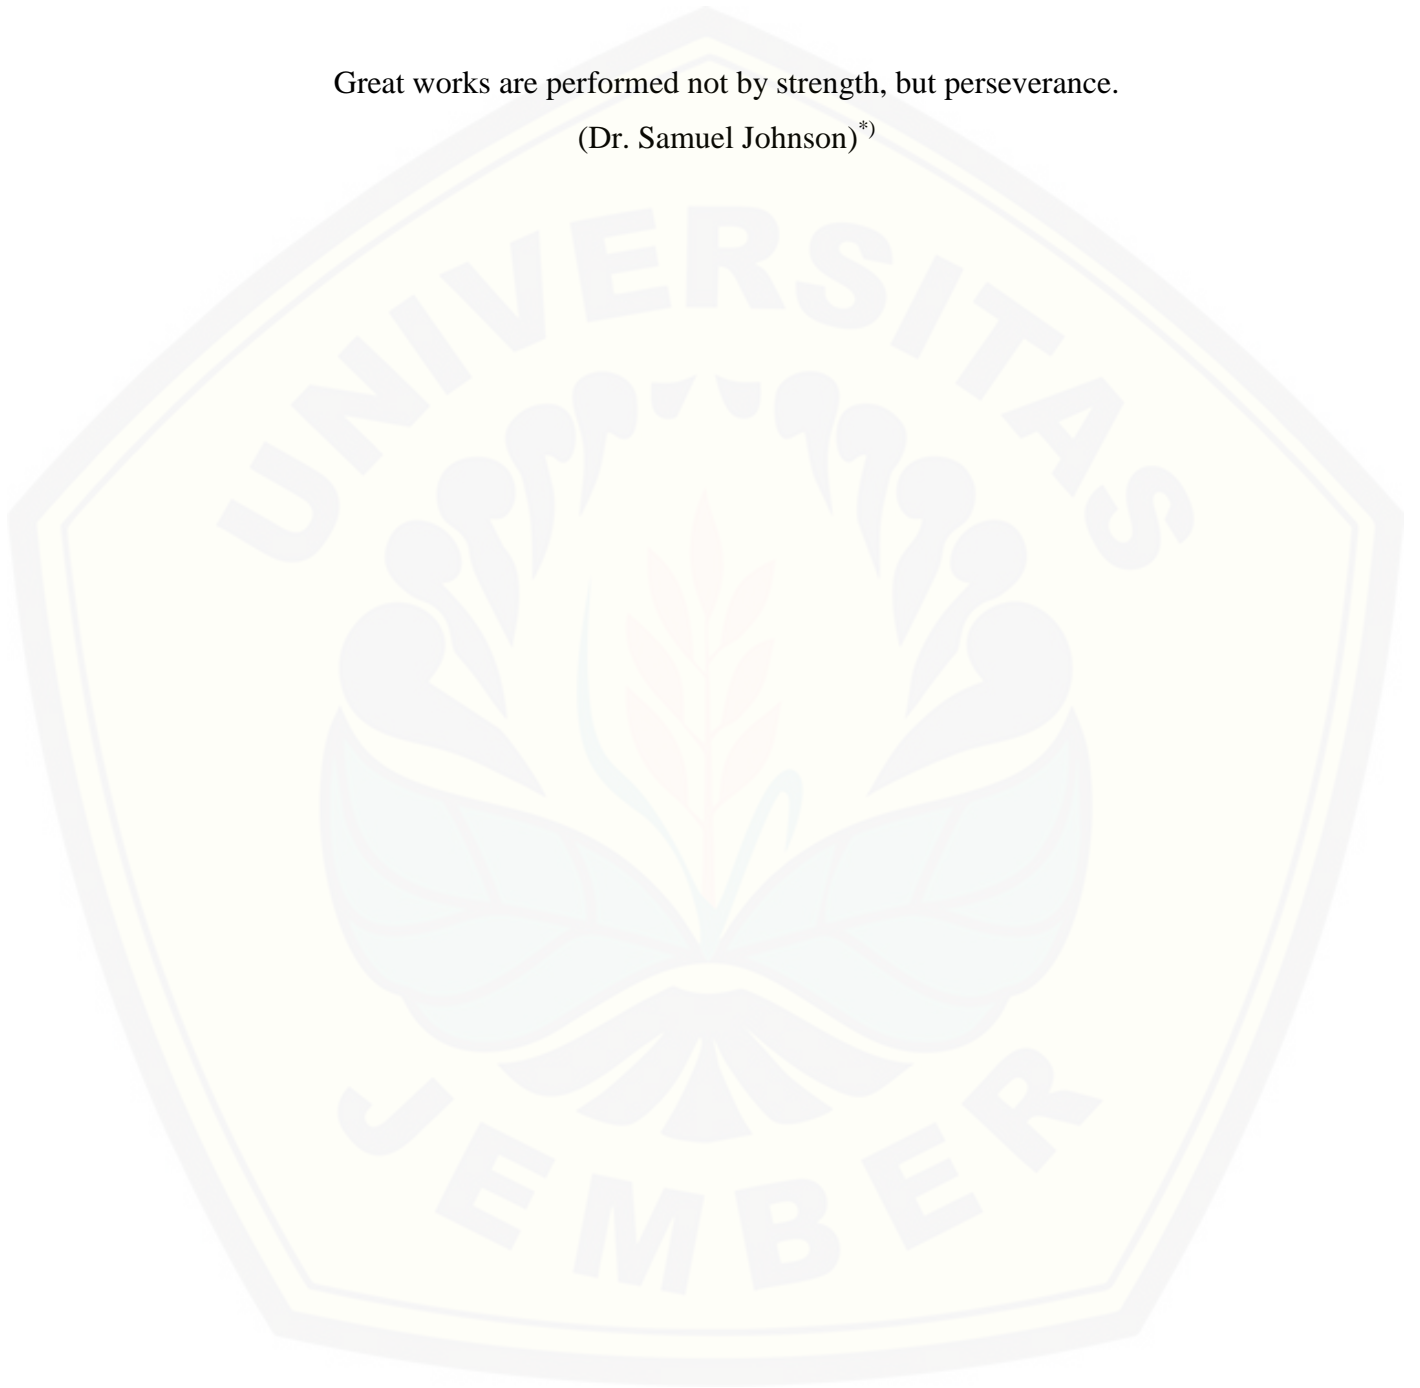 Great works are performed not by strength, but perseverance.
(Dr. Samuel Johnson)*)
UNIVERSITAS
JEMBER